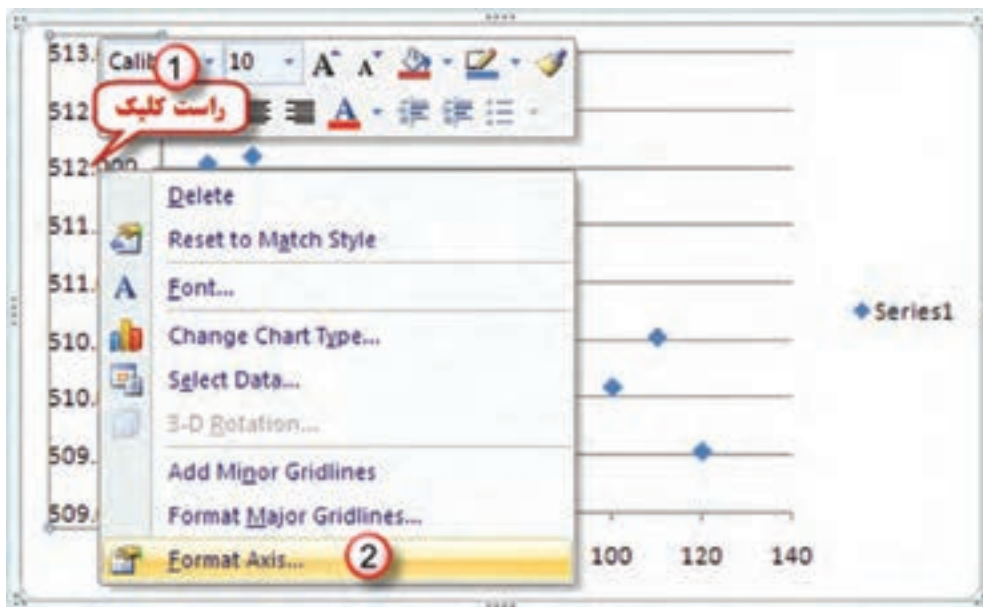 513.
Calib 10 A A
1
512
راست کلیک
A
512.000
Delete
511.
Reset to Match Style
511.
A Font...
Series1
510.
Change Chart Type...
Select Data...
510.
3-D Rotation...
509.
Add Minor Gridlines
509.
Format Major Gridlines...
Format Axis... 2
100 120 140